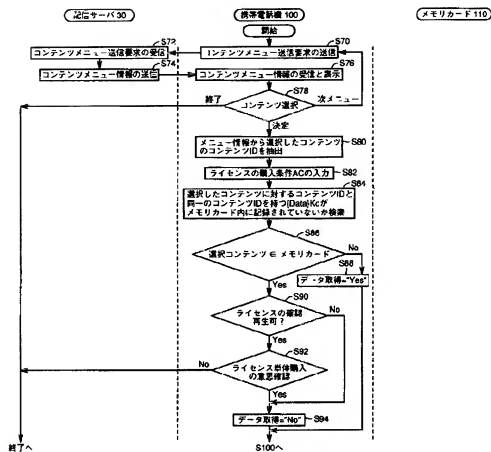 配信サーバ30
携帯電話機 100
メモリカード 110
開始
S72
S70
コンテンツメニュー送信要求の受信
コンテンツメニュー送信要求の送信
S74
S76
コンテンツメニュー情報の送信
コンテンツメニュー情報の受信と表示
S78
終了
コンテンツ選択
次メニュー
決定
メニュー情報から選択したコンテンツ
のコンテンツIDを抽出
S80
ライセンスの購入条件ACの入力
S82
S84
選択したコンテンツに対するコンテンツIDと
同一のコンテンツIDを持つ{Data}Kcが
メモリカード内に記録されていないか検索
S86
選択コンテンツ ∈ メモリカード
No
S88
データ取得="Yes"
Yes
S90
ライセンスの確認
再生可?
No
Yes
S92
No
ライセンス単体購入
の意思確認
Yes
データ取得="No"
S94
終了へ
S100へ